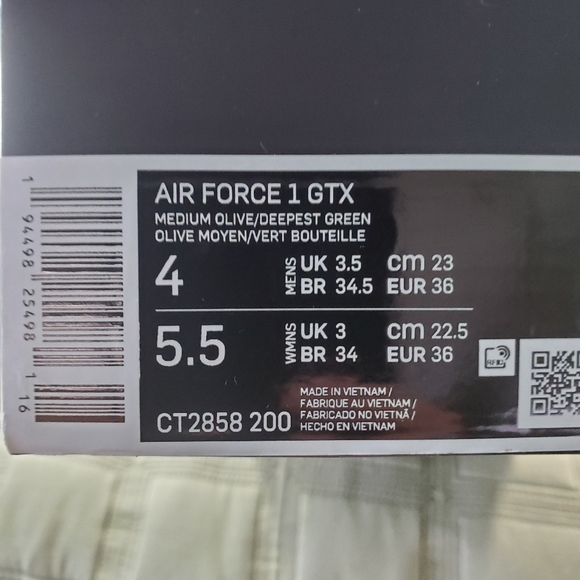 AIR FORCE 1 GTX
MEDIUM OLIVE/DEEPEST GREEN
OLIVE MOYEN/VERT BOUTEILLE
4 MENS UK 3.5 cm 23
BR 34.5 EUR 36
5.5 WMNS UK 3 cm 22.5
BR 34 EUR 36
RFID
CT2858 200
MADE IN VIETNAM /
FABRIQUE AU VIETNAM /
FABRICADO NO VIETNÃ /
HECHO EN VIETNAM
1 94498 25498 1 16